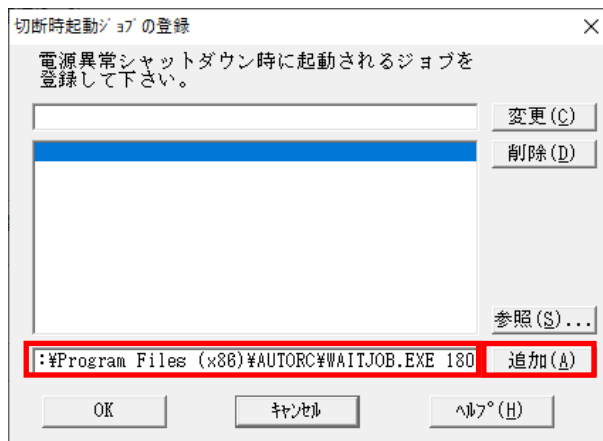 切断時起動ｼﾞｮﾌﾞの登録
電源異常シャットダウン時に起動されるジョブを
登録して下さい。
変更(C)
削除(D)
参照(S)...
:¥Program Files (x86)¥AUTORC¥WAITJOB.EXE 180
追加(A)
OK
ｷｬﾝｾﾙ
ﾍﾙﾌﾟ(H)